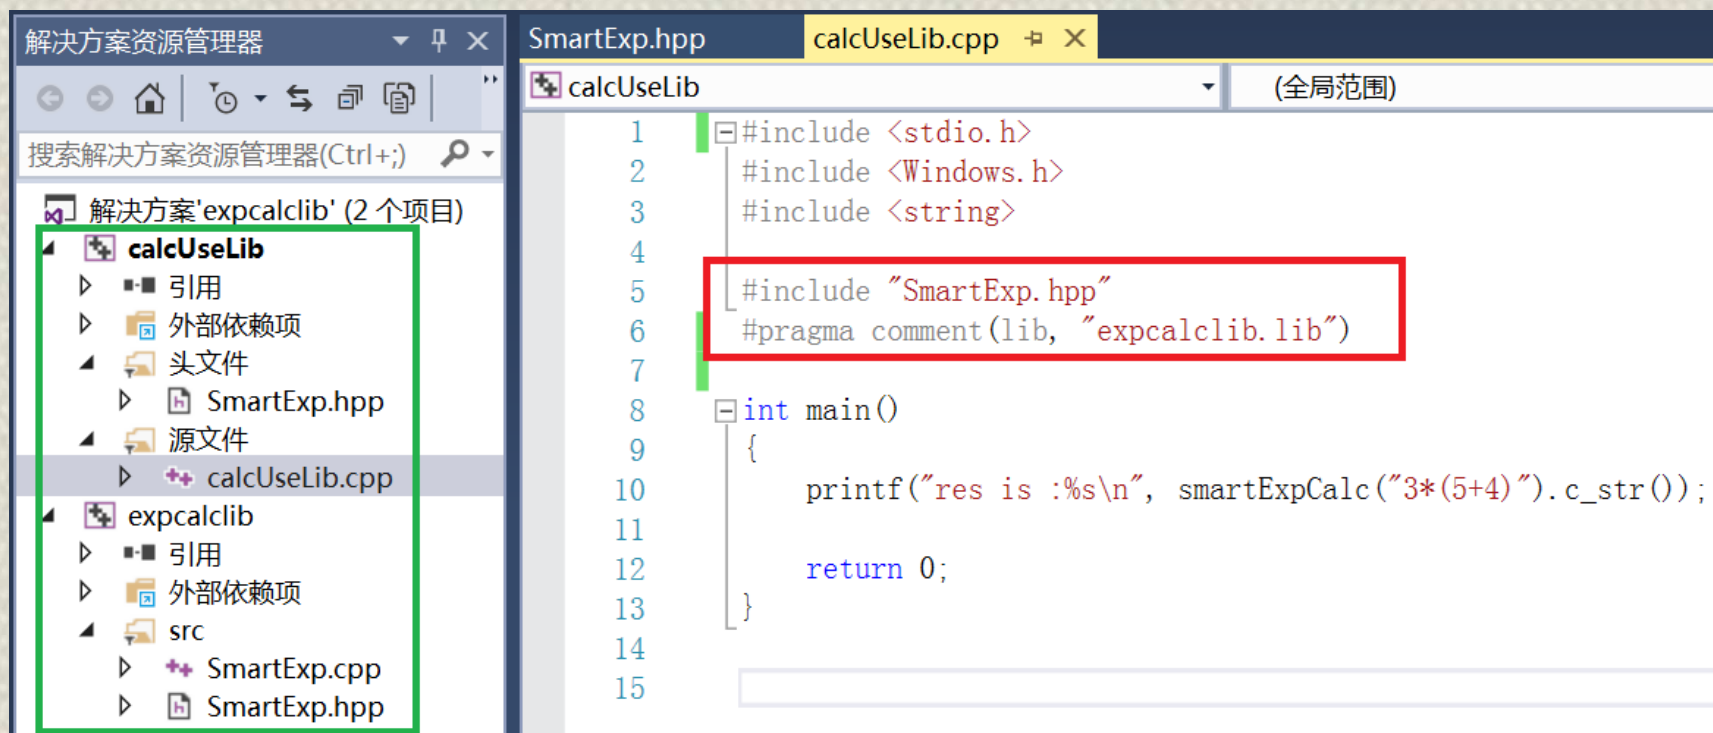 解决方案资源管理器
搜索解决方案资源管理器(Ctrl+;)
解决方案'expcalclib' (2 个项目)
calcUseLib
引用
外部依赖项
头文件
SmartExp.hpp
源文件
calcUseLib.cpp
expcalclib
引用
外部依赖项
src
SmartExp.cpp
SmartExp.hpp
SmartExp.hpp calcUseLib.cpp
calcUseLib (全局范围)
1 #include <stdio.h>
2 #include <Windows.h>
3 #include <string>
4
5 #include "SmartExp.hpp"
6 #pragma comment(lib, "expcalclib.lib")
7
8 int main()
9 {
10 printf("res is :%s\n", smartExpCalc("3*(5+4)").c_str());
11
12 return 0;
13 }
14
15